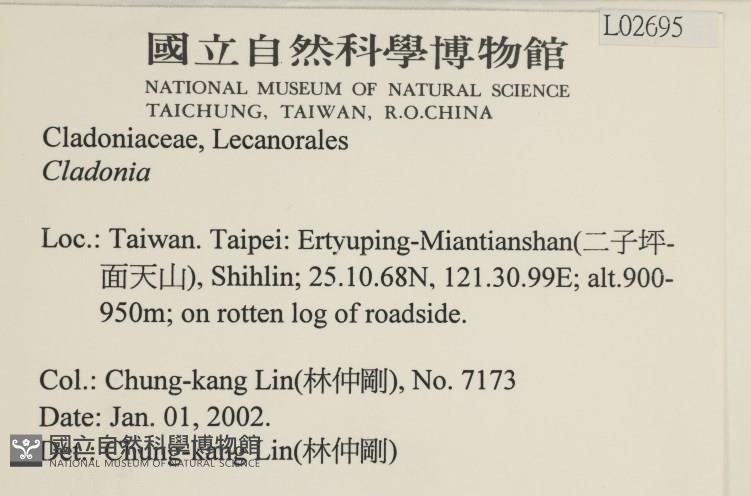 L02695
國立自然科學博物館
NATIONAL MUSEUM OF NATURAL SCIENCE
TAICHUNG, TAIWAN, R.O.CHINA
Cladoniaceae, Lecanorales
Cladonia
Loc.: Taiwan. Taipei: Ertyuping-Miantianshan(二子坪-
面天山), Shihlin; 25.10.68N, 121.30.99E; alt.900-
950m; on rotten log of roadside.
Col.: Chung-kang Lin(林仲剛), No. 7173
Date: Jan. 01, 2002.
Det.: Chung-kang Lin(林仲剛)
國立自然科學博物館
NATIONAL MUSEUM OF NATURAL SCIENCE